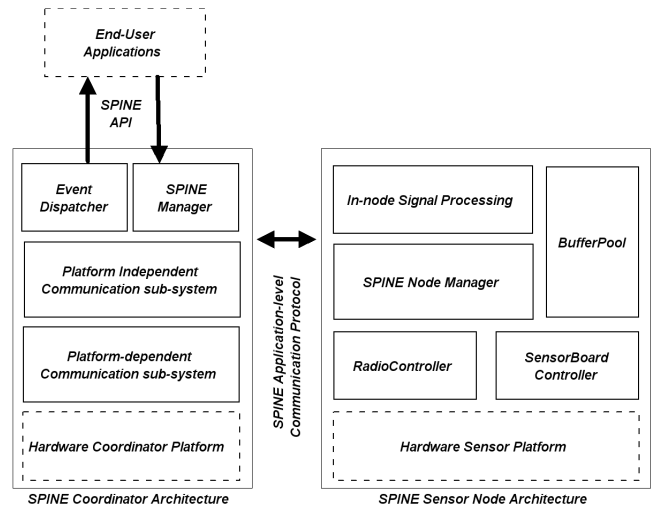 End-User
Applications
SPINE
API
Event
Dispatcher
SPINE
Manager
Platform Independent
Communication sub-system
Platform-dependent
Communication sub-system
Hardware Coordinator Platform
SPINE Coordinator Architecture
SPINE Application-level
Communication Protocol
In-node Signal Processing
BufferPool
SPINE Node Manager
RadioController
SensorBoard
Controller
Hardware Sensor Platform
SPINE Sensor Node Architecture